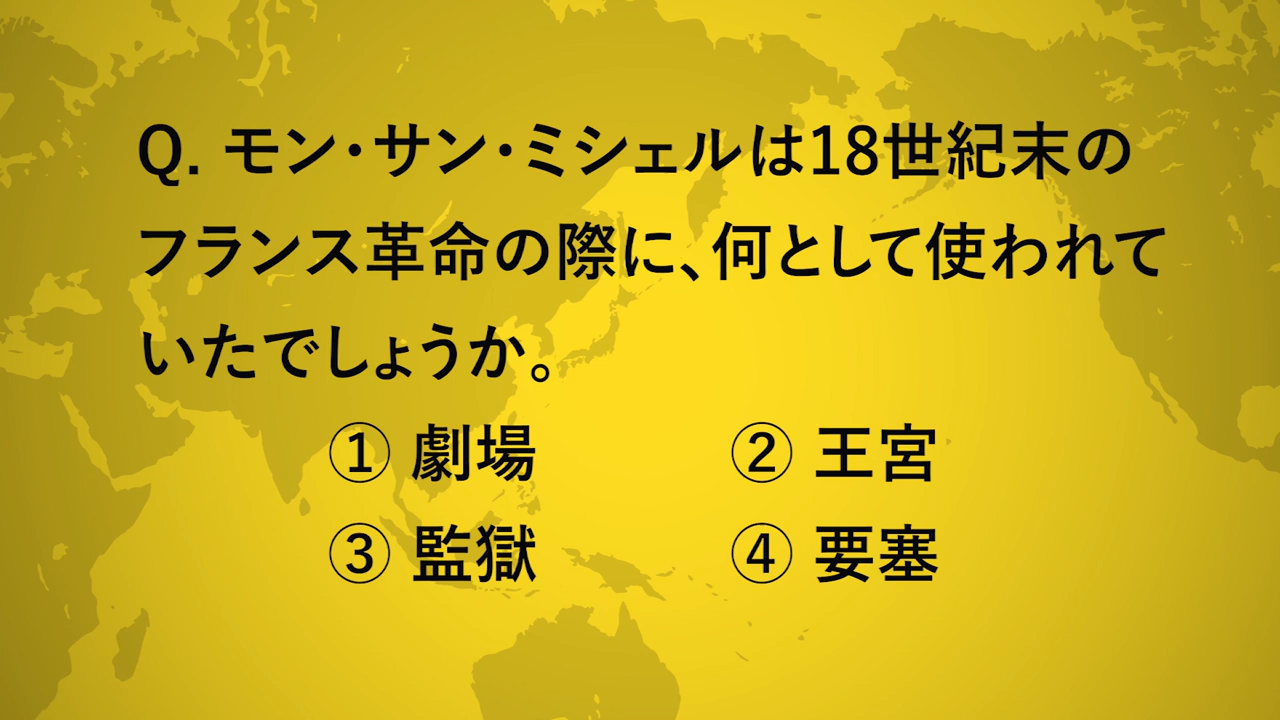 Q. モン・サン・ミシェルは18世紀末の
フランス革命の際に、何として使われて
いたでしょうか。
① 劇場 ② 王宮
③ 監獄 ④ 要塞